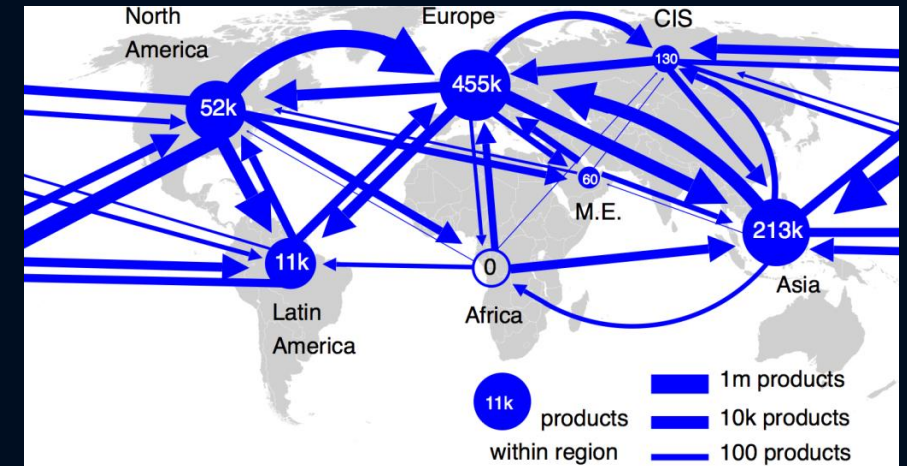 North
America
Europe
CIS
52k
455k
130
60
M.E.
213k
11k
0
Asia
Latin
America
Africa
11k
products
within region
1m products
10k products
100 products